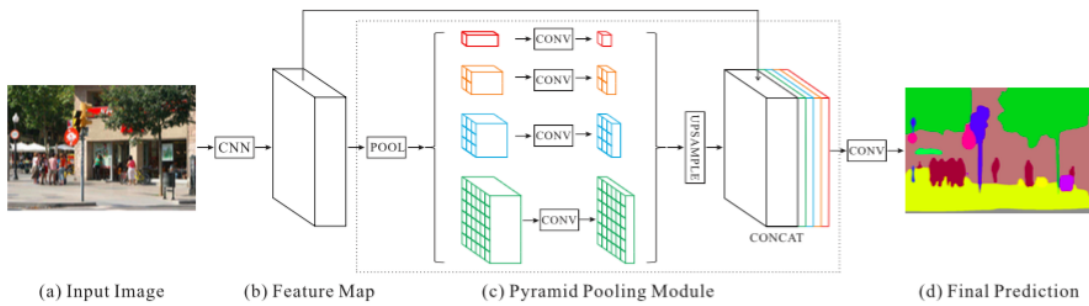 CNN
POOL
CONV
CONV
CONV
CONV
UPSAMPLE
CONCAT
CONV
(a) Input Image
(b) Feature Map
(c) Pyramid Pooling Module
(d) Final Prediction